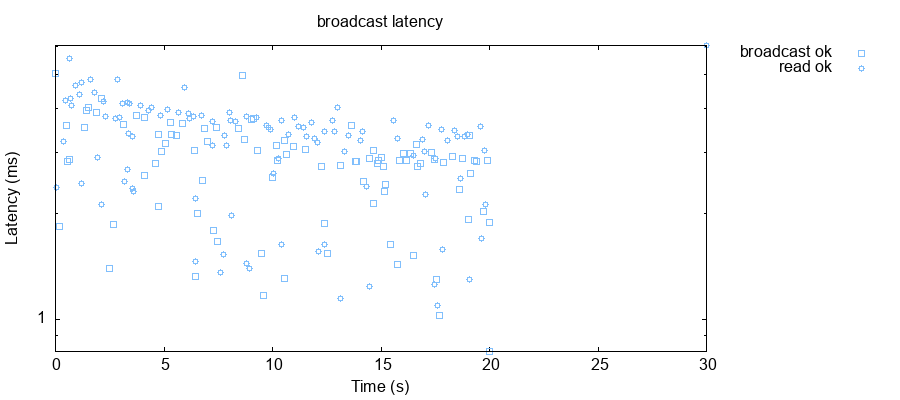 broadcast latency
broadcast ok
read ok
Latency (ms)
1
0 5 10 15 20 25 30
Time (s)